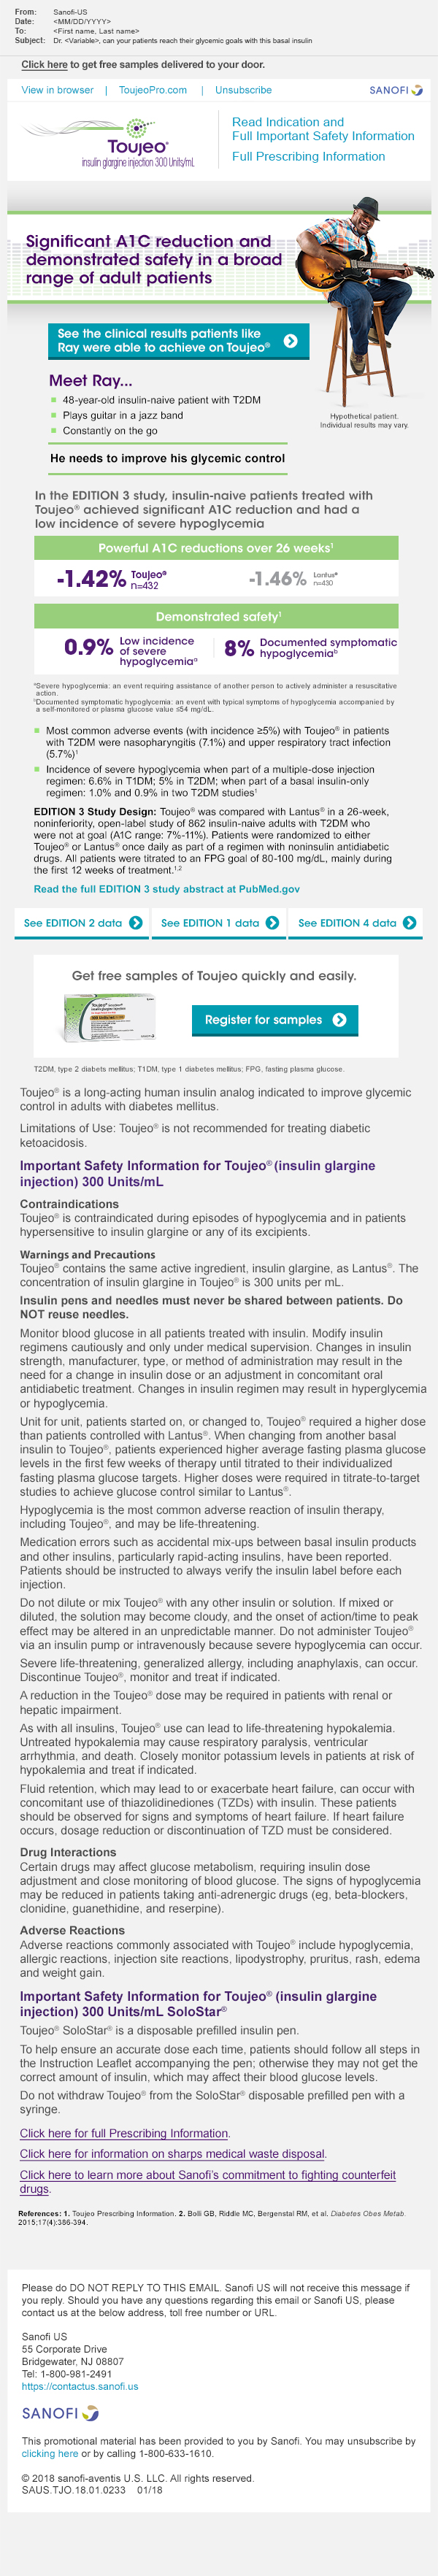 From: Sanofi-US
Date: <MM/DD/YYYY>
To: <First name, Last name>
Subject: Dr. <Variable>, can your patients reach their glycemic goals with this basal insulin
Click here to get free samples delivered to your door.
View in browser | ToujeoPro.com | Unsubscribe
SANOFI
Toujeo®
insulin glargine injection 300 Units/mL
Read Indication and
Full Important Safety Information
Full Prescribing Information
Significant A1C reduction and
demonstrated safety in a broad
range of adult patients
See the clinical results patients like
Ray were able to achieve on Toujeo®
Meet Ray...
48-year-old insulin-naive patient with T2DM
Plays guitar in a jazz band
Constantly on the go
Hypothetical patient.
Individual results may vary.
He needs to improve his glycemic control
In the EDITION 3 study, insulin-naive patients treated with
Toujeo® achieved significant A1C reduction and had a
low incidence of severe hypoglycemia
Powerful A1C reductions over 26 weeks¹
-1.42% Toujeo® n=432 -1.46% Lantus® n=430
Demonstrated safety¹
0.9% Low incidence of severe hypoglycemiaᵃ 8% Documented symptomatic hypoglycemiaᵇ
ᵃSevere hypoglycemia: an event requiring assistance of another person to actively administer a resuscitative
action.
ᵇDocumented symptomatic hypoglycemia: an event with typical symptoms of hypoglycemia accompanied by
a self-monitored or plasma glucose value ≤54 mg/dL.
Most common adverse events (with incidence ≥5%) with Toujeo® in patients
with T2DM were nasopharyngitis (7.1%) and upper respiratory tract infection
(5.7%)¹
Incidence of severe hypoglycemia when part of a multiple-dose injection
regimen: 6.6% in T1DM; 5% in T2DM; when part of a basal insulin-only
regimen: 1.0% and 0.9% in two T2DM studies¹
EDITION 3 Study Design: Toujeo® was compared with Lantus® in a 26-week,
noninferiority, open-label study of 862 insulin-naive adults with T2DM who
were not at goal (A1C range: 7%-11%). Patients were randomized to either
Toujeo® or Lantus® once daily as part of a regimen with noninsulin antidiabetic
drugs. All patients were titrated to an FPG goal of 80-100 mg/dL, mainly during
the first 12 weeks of treatment.¹,²
Read the full EDITION 3 study abstract at PubMed.gov
See EDITION 2 data See EDITION 1 data See EDITION 4 data
Get free samples of Toujeo quickly and easily.
Register for samples
T2DM, type 2 diabets mellitus; T1DM, type 1 diabetes mellitus; FPG, fasting plasma glucose.
Toujeo® is a long-acting human insulin analog indicated to improve glycemic
control in adults with diabetes mellitus.
Limitations of Use: Toujeo® is not recommended for treating diabetic
ketoacidosis.
Important Safety Information for Toujeo® (insulin glargine
injection) 300 Units/mL
Contraindications
Toujeo® is contraindicated during episodes of hypoglycemia and in patients
hypersensitive to insulin glargine or any of its excipients.
Warnings and Precautions
Toujeo® contains the same active ingredient, insulin glargine, as Lantus®. The
concentration of insulin glargine in Toujeo® is 300 units per mL.
Insulin pens and needles must never be shared between patients. Do
NOT reuse needles.
Monitor blood glucose in all patients treated with insulin. Modify insulin
regimens cautiously and only under medical supervision. Changes in insulin
strength, manufacturer, type, or method of administration may result in the
need for a change in insulin dose or an adjustment in concomitant oral
antidiabetic treatment. Changes in insulin regimen may result in hyperglycemia
or hypoglycemia.
Unit for unit, patients started on, or changed to, Toujeo® required a higher dose
than patients controlled with Lantus®. When changing from another basal
insulin to Toujeo®, patients experienced higher average fasting plasma glucose
levels in the first few weeks of therapy until titrated to their individualized
fasting plasma glucose targets. Higher doses were required in titrate-to-target
studies to achieve glucose control similar to Lantus®.
Hypoglycemia is the most common adverse reaction of insulin therapy,
including Toujeo®, and may be life-threatening.
Medication errors such as accidental mix-ups between basal insulin products
and other insulins, particularly rapid-acting insulins, have been reported.
Patients should be instructed to always verify the insulin label before each
injection.
Do not dilute or mix Toujeo® with any other insulin or solution. If mixed or
diluted, the solution may become cloudy, and the onset of action/time to peak
effect may be altered in an unpredictable manner. Do not administer Toujeo®
via an insulin pump or intravenously because severe hypoglycemia can occur.
Severe life-threatening, generalized allergy, including anaphylaxis, can occur.
Discontinue Toujeo®, monitor and treat if indicated.
A reduction in the Toujeo® dose may be required in patients with renal or
hepatic impairment.
As with all insulins, Toujeo® use can lead to life-threatening hypokalemia.
Untreated hypokalemia may cause respiratory paralysis, ventricular
arrhythmia, and death. Closely monitor potassium levels in patients at risk of
hypokalemia and treat if indicated.
Fluid retention, which may lead to or exacerbate heart failure, can occur with
concomitant use of thiazolidinediones (TZDs) with insulin. These patients
should be observed for signs and symptoms of heart failure. If heart failure
occurs, dosage reduction or discontinuation of TZD must be considered.
Drug Interactions
Certain drugs may affect glucose metabolism, requiring insulin dose
adjustment and close monitoring of blood glucose. The signs of hypoglycemia
may be reduced in patients taking anti-adrenergic drugs (eg, beta-blockers,
clonidine, guanethidine, and reserpine).
Adverse Reactions
Adverse reactions commonly associated with Toujeo® include hypoglycemia,
allergic reactions, injection site reactions, lipodystrophy, pruritus, rash, edema
and weight gain.
Important Safety Information for Toujeo® (insulin glargine
injection) 300 Units/mL SoloStar®
Toujeo® SoloStar® is a disposable prefilled insulin pen.
To help ensure an accurate dose each time, patients should follow all steps in
the Instruction Leaflet accompanying the pen; otherwise they may not get the
correct amount of insulin, which may affect their blood glucose levels.
Do not withdraw Toujeo® from the SoloStar® disposable prefilled pen with a
syringe.
Click here for full Prescribing Information.
Click here for information on sharps medical waste disposal.
Click here to learn more about Sanofi's commitment to fighting counterfeit
drugs.
References: 1. Toujeo Prescribing Information. 2. Bolli GB, Riddle MC, Bergenstal RM, et al. Diabetes Obes Metab.
2015;17(4):386-394.
Please do DO NOT REPLY TO THIS EMAIL. Sanofi US will not receive this message if
you reply. Should you have any questions regarding this email or Sanofi US, please
contact us at the below address, toll free number or URL.
Sanofi US
55 Corporate Drive
Bridgewater, NJ 08807
Tel: 1-800-981-2491
https://contactus.sanofi.us
SANOFI
This promotional material has been provided to you by Sanofi. You may unsubscribe by
clicking here or by calling 1-800-633-1610.
© 2018 sanofi-aventis U.S. LLC. All rights reserved.
SAUS.TJO.18.01.0233 01/18